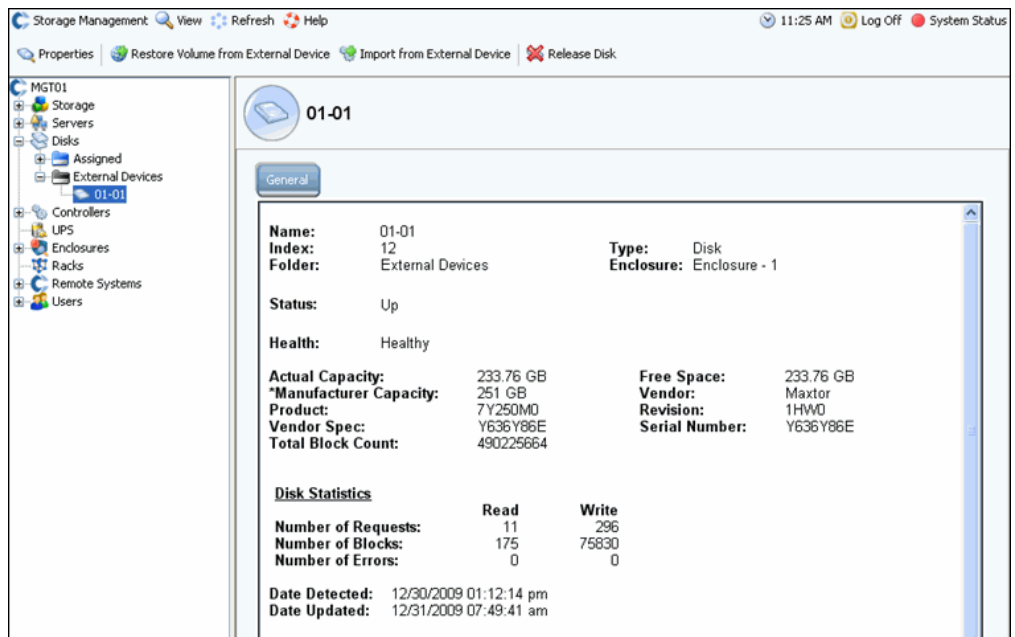 Storage Management View Refresh Help 11:25 AM Log Off System Status
Properties Restore Volume from External Device Import from External Device Release Disk
MGT01
Storage
Servers
Disks
Assigned
External Devices
01-01
Controllers
UPS
Enclosures
Racks
Remote Systems
Users
01-01
General
Name: 01-01
Index: 12 Type: Disk
Folder: External Devices Enclosure: Enclosure - 1
Status: Up
Health: Healthy
Actual Capacity: 233.76 GB Free Space: 233.76 GB
*Manufacturer Capacity: 251 GB Vendor: Maxtor
Product: 7Y250M0 Revision: 1HW0
Vendor Spec: Y636Y86E Serial Number: Y636Y86E
Total Block Count: 490225664
Disk Statistics
Read Write
Number of Requests: 11 296
Number of Blocks: 175 75830
Number of Errors: 0 0
Date Detected: 12/30/2009 01:12:14 pm
Date Updated: 12/31/2009 07:49:41 am